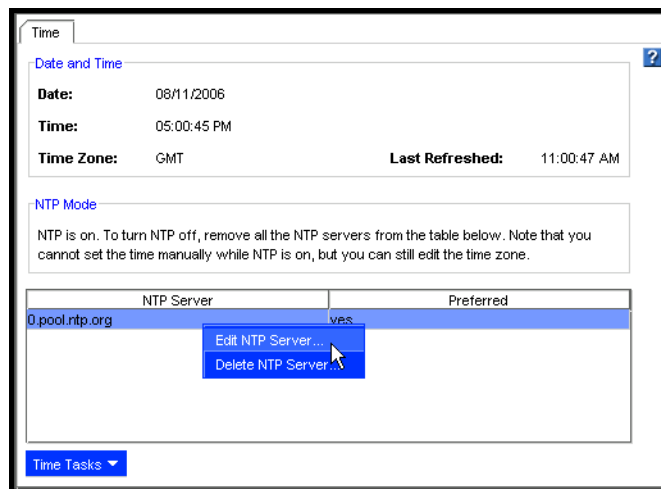 Time
Date and Time
?
Date: 08/11/2006
Time: 05:00:45 PM
Time Zone: GMT Last Refreshed: 11:00:47 AM
NTP Mode
NTP is on. To turn NTP off, remove all the NTP servers from the table below. Note that you
cannot set the time manually while NTP is on, but you can still edit the time zone.
NTP Server Preferred
0.pool.ntp.org yes
Edit NTP Server...
Delete NTP Server...
Time Tasks